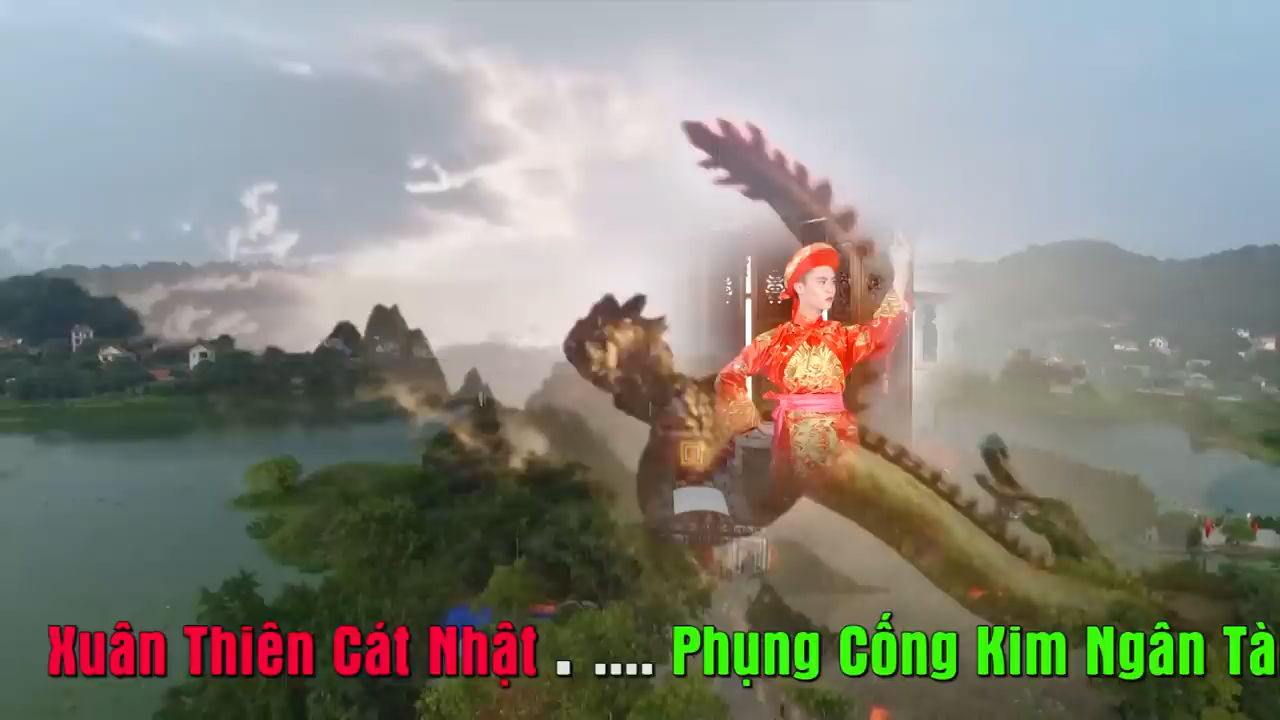 Xuân Thiên Cát Nhật . .... Phụng Cống Kim Ngân Tà